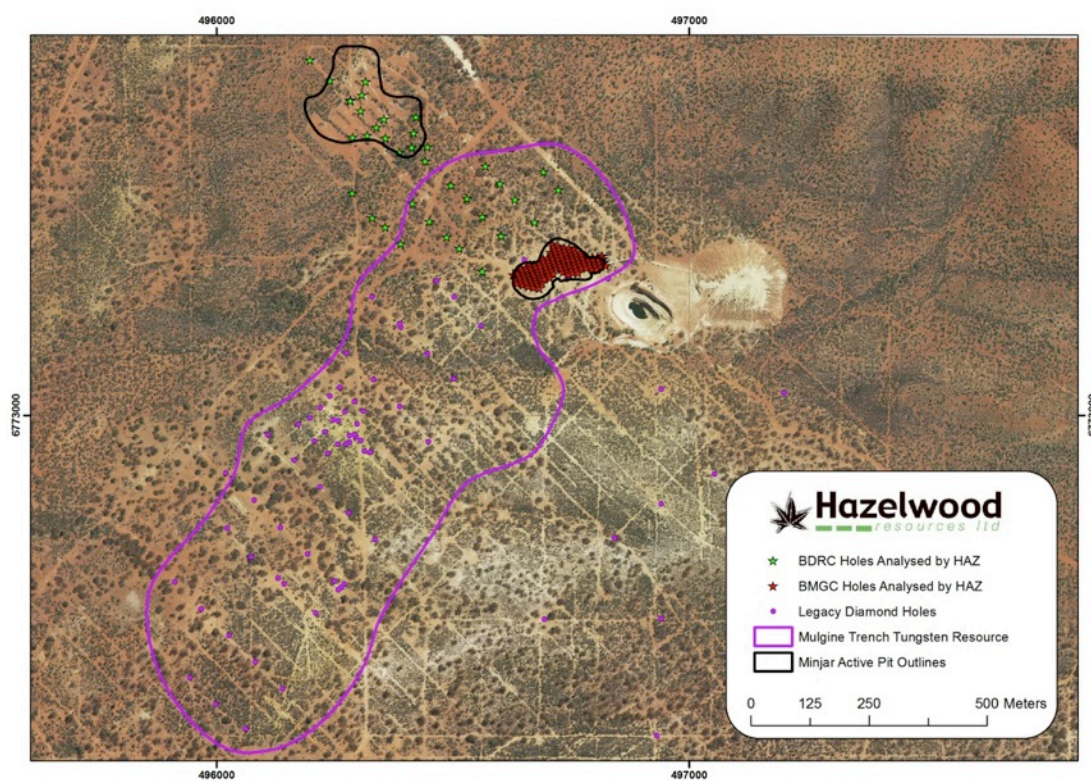 496000 497000
6773000 6773000
Hazelwood
resources ltd
BDRC Holes Analysed by HAZ
BMGC Holes Analysed by HAZ
Legacy Diamond Holes
Mulgine Trench Tungsten Resource
Minjar Active Pit Outlines
0 125 250 500 Meters
496000 497000